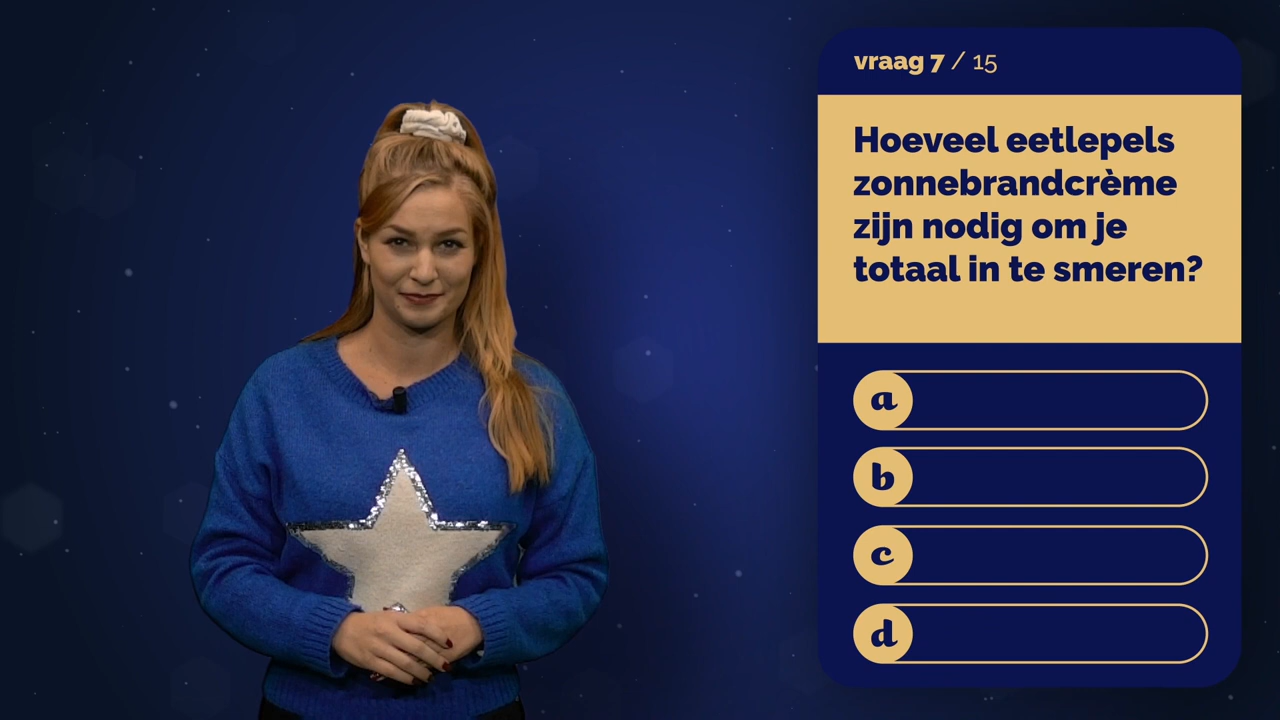 vraag 7 / 15
Hoeveel eetlepels
zonnebrandcrème
zijn nodig om je
totaal in te smeren?
a
b
c
d